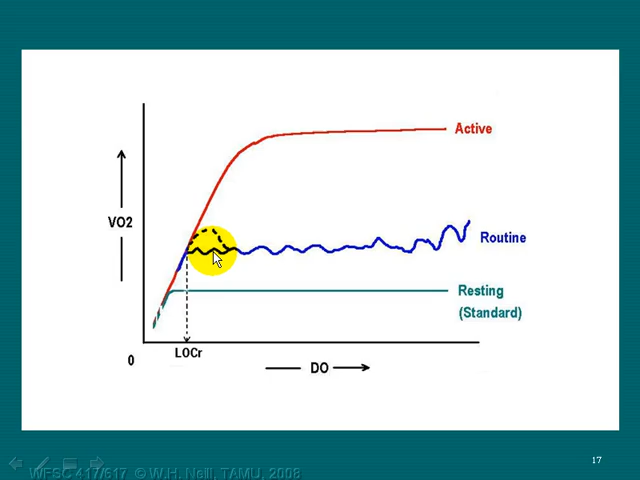 Active
VO2
Routine
Resting
(Standard)
0
LOCr
DO
17
WFSC 417/617 © W.H. Neill, TAMU, 2008